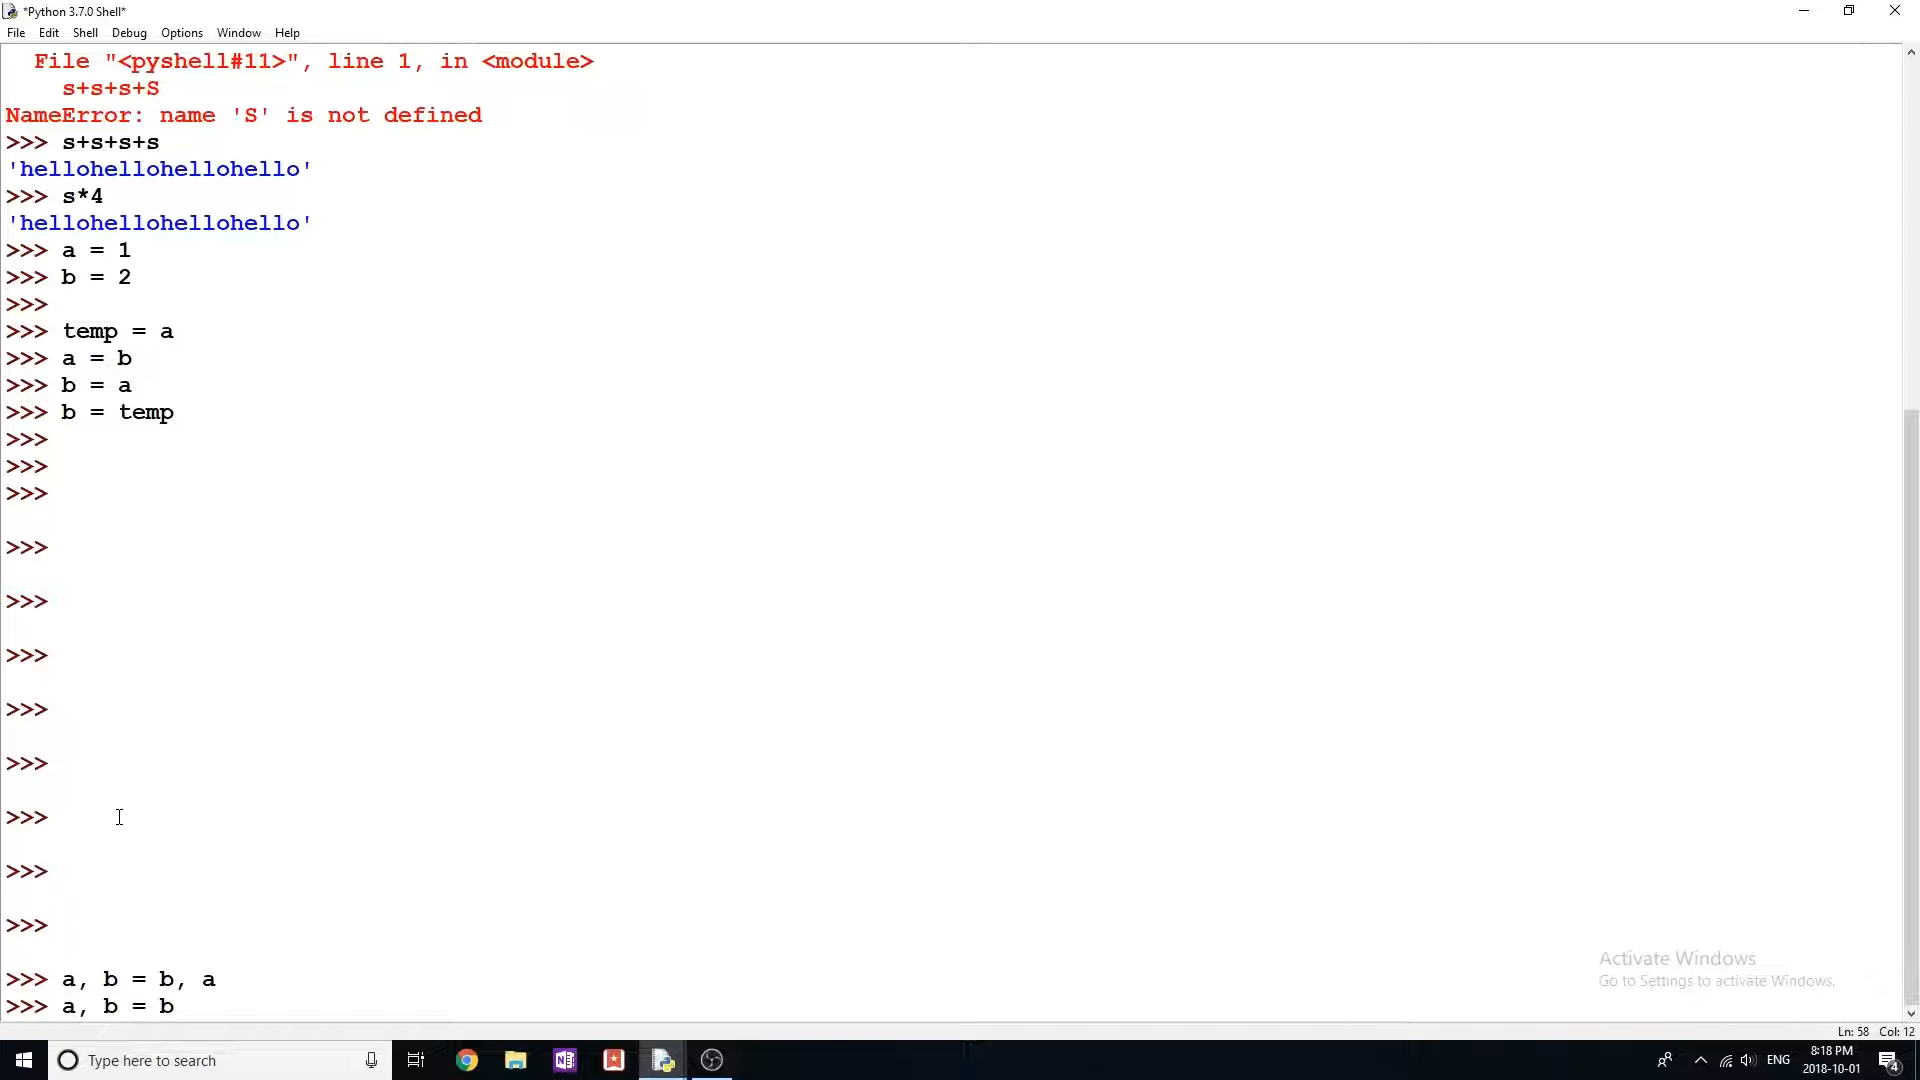 *Python 3.7.0 Shell*
File Edit Shell Debug Options Window Help
File "<pyshell#11>", line 1, in <module>
s+s+s+S
NameError: name 'S' is not defined
>>> s+s+s+s
'hellohellohellohello'
>>> s*4
'hellohellohellohello'
>>> a = 1
>>> b = 2
>>>
>>> temp = a
>>> a = b
>>> b = a
>>> b = temp
>>>
>>>
>>>
>>>
>>>
>>>
>>>
>>>
>>>
>>>
>>>
>>> a, b = b, a
>>> a, b = b
Activate Windows
Go to Settings to activate Windows.
Ln: 58 Col: 12
Type here to search
ENG
8:18 PM
2018-10-01
4